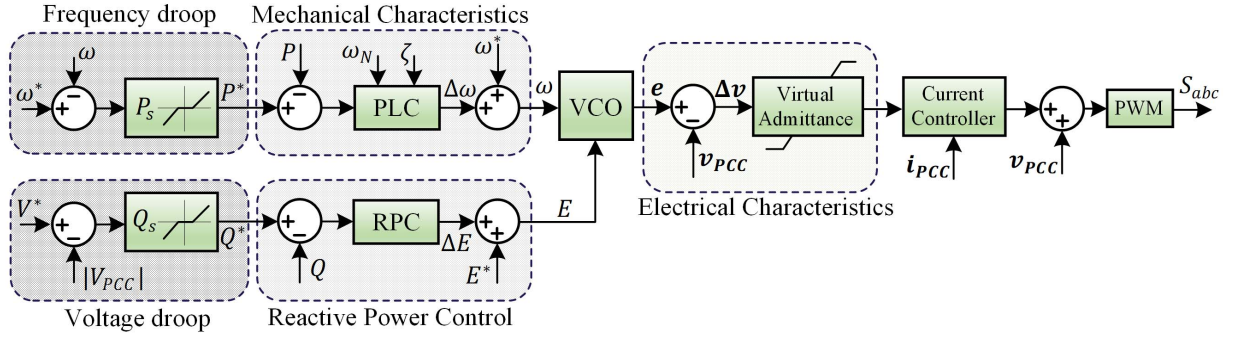 Frequency droop
Mechanical Characteristics
ω
P
ω_N
ζ
ω*
ω*
P_s
P*
PLC
Δω
ω
VCO
e
Δv
Virtual
Admittance
Current
Controller
PWM
S_abc
v_PCC
i_PCC
v_PCC
Electrical Characteristics
V*
Q_s
Q*
RPC
ΔE
E
|V_PCC|
Q
E*
Voltage droop
Reactive Power Control